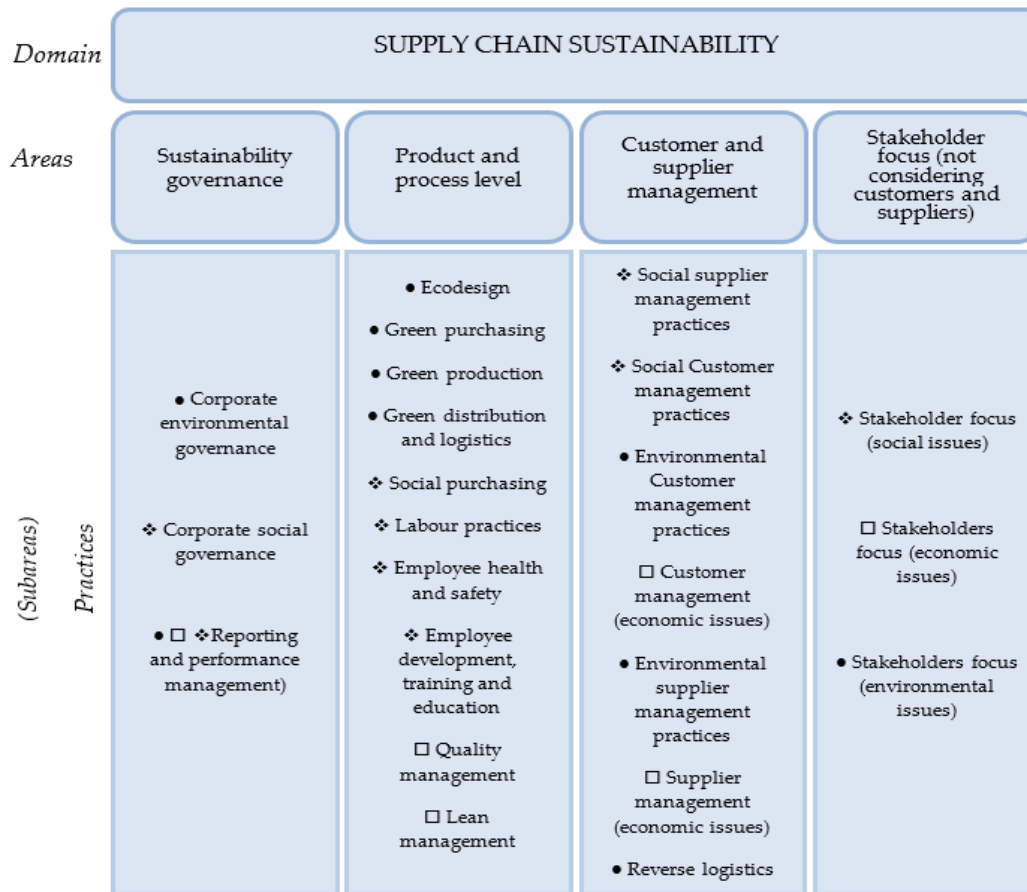 Domain
SUPPLY CHAIN SUSTAINABILITY
Areas
Sustainability
governance
Product and
process level
Customer and
supplier
management
Stakeholder
focus (not
considering
customers and
suppliers)
(Subareas)
Practices
● Corporate
environmental
governance
❖ Corporate social
governance
● □ ❖Reporting
and performance
management)
● Ecodesign
● Green purchasing
● Green production
● Green distribution
and logistics
❖ Social purchasing
❖ Labour practices
❖ Employee health
and safety
❖ Employee
development,
training and
education
□ Quality
management
□ Lean
management
❖ Social supplier
management
practices
❖ Social Customer
management
practices
● Environmental
Customer
management
practices
□ Customer
management
(economic issues)
● Environmental
supplier
management
practices
□ Supplier
management
(economic issues)
● Reverse logistics
❖ Stakeholder focus
(social issues)
□ Stakeholders
focus (economic
issues)
● Stakeholders focus
(environmental
issues)